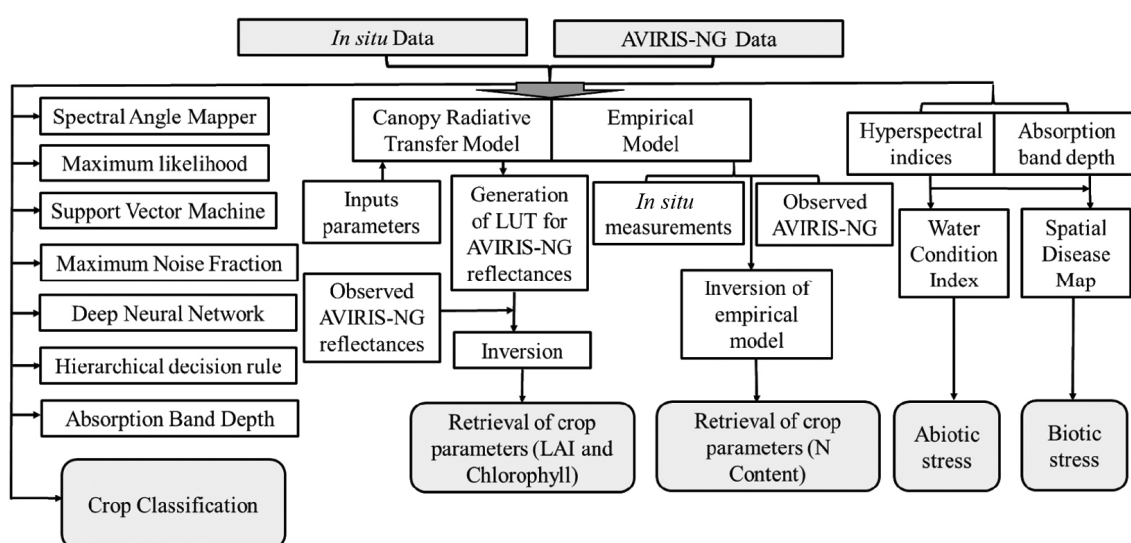 In situ Data
AVIRIS-NG Data
Spectral Angle Mapper
Maximum likelihood
Support Vector Machine
Maximum Noise Fraction
Deep Neural Network
Hierarchical decision rule
Absorption Band Depth
Crop Classification
Canopy Radiative
Transfer Model
Empirical
Model
Inputs
parameters
Generation
of LUT for
AVIRIS-NG
reflectances
Observed
AVIRIS-NG
reflectances
Inversion
Retrieval of crop
parameters (LAI and
Chlorophyll)
In situ
measurements
Observed
AVIRIS-NG
Inversion of
empirical
model
Retrieval of crop
parameters (N
Content)
Hyperspectral
indices
Absorption
band depth
Water
Condition
Index
Spatial
Disease
Map
Abiotic
stress
Biotic
stress